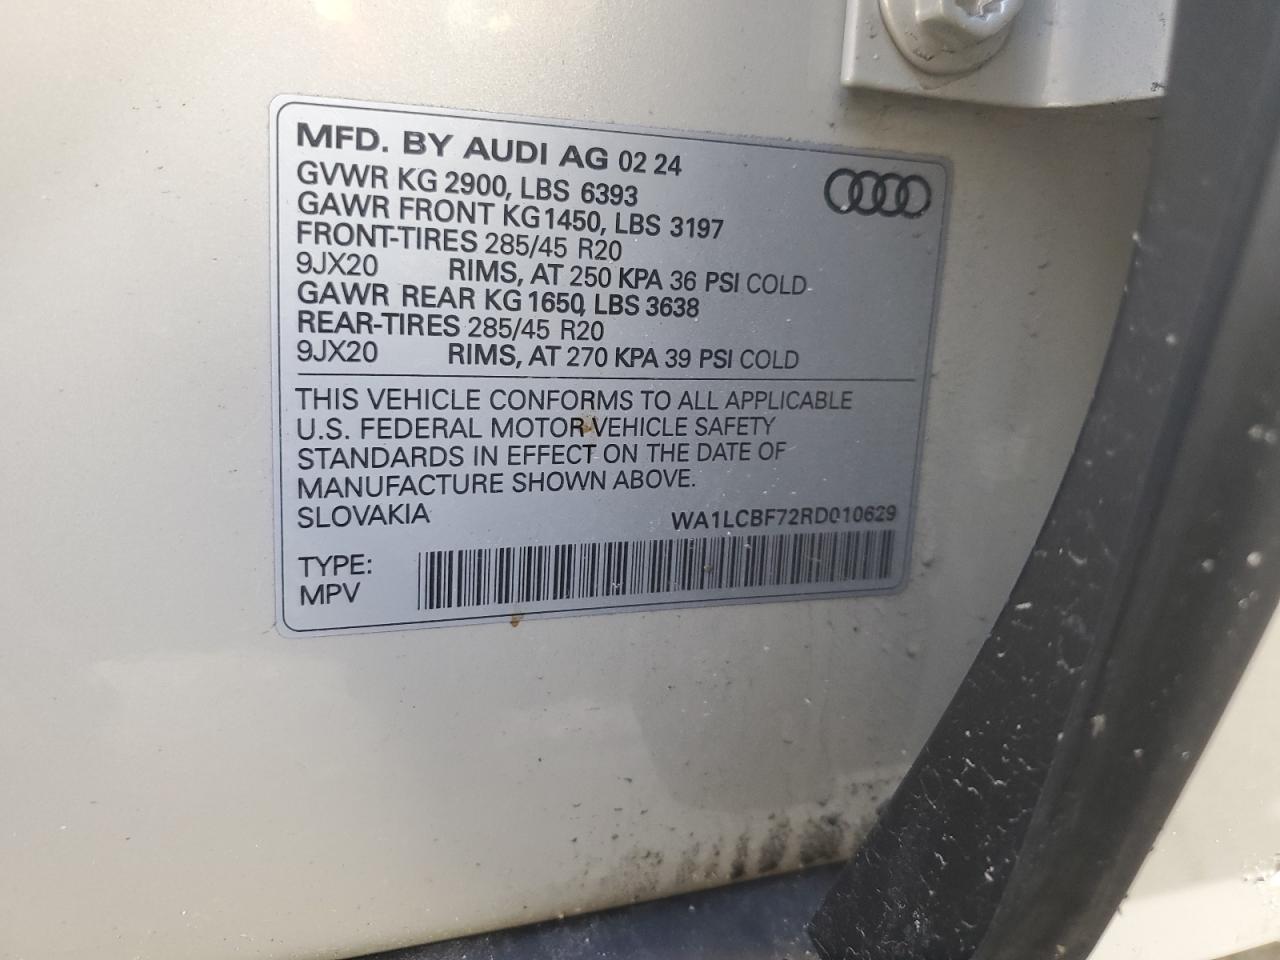 MFD. BY AUDI AG 02 24
GVWR KG 2900, LBS 6393
GAWR FRONT KG1450, LBS 3197
FRONT-TIRES 285/45 R20
9JX20 RIMS, AT 250 KPA 36 PSI COLD
GAWR REAR KG 1650, LBS 3638
REAR-TIRES 285/45 R20
9JX20 RIMS, AT 270 KPA 39 PSI COLD
THIS VEHICLE CONFORMS TO ALL APPLICABLE
U.S. FEDERAL MOTOR VEHICLE SAFETY
STANDARDS IN EFFECT ON THE DATE OF
MANUFACTURE SHOWN ABOVE.
SLOVAKIA WA1LCBF72RD010629
TYPE:
MPV